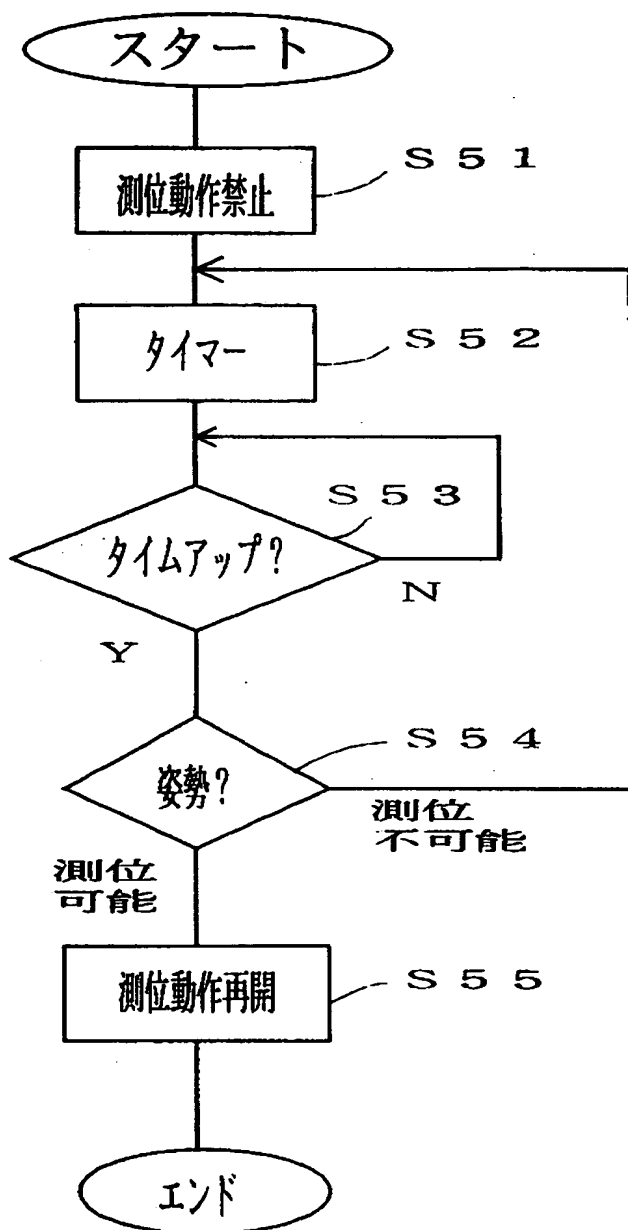 スタート
S51
測位動作禁止
S52
タイマー
S53
タイムアップ?
N
Y
S54
姿勢?
測位
不可能
測位
可能
S55
測位動作再開
エンド